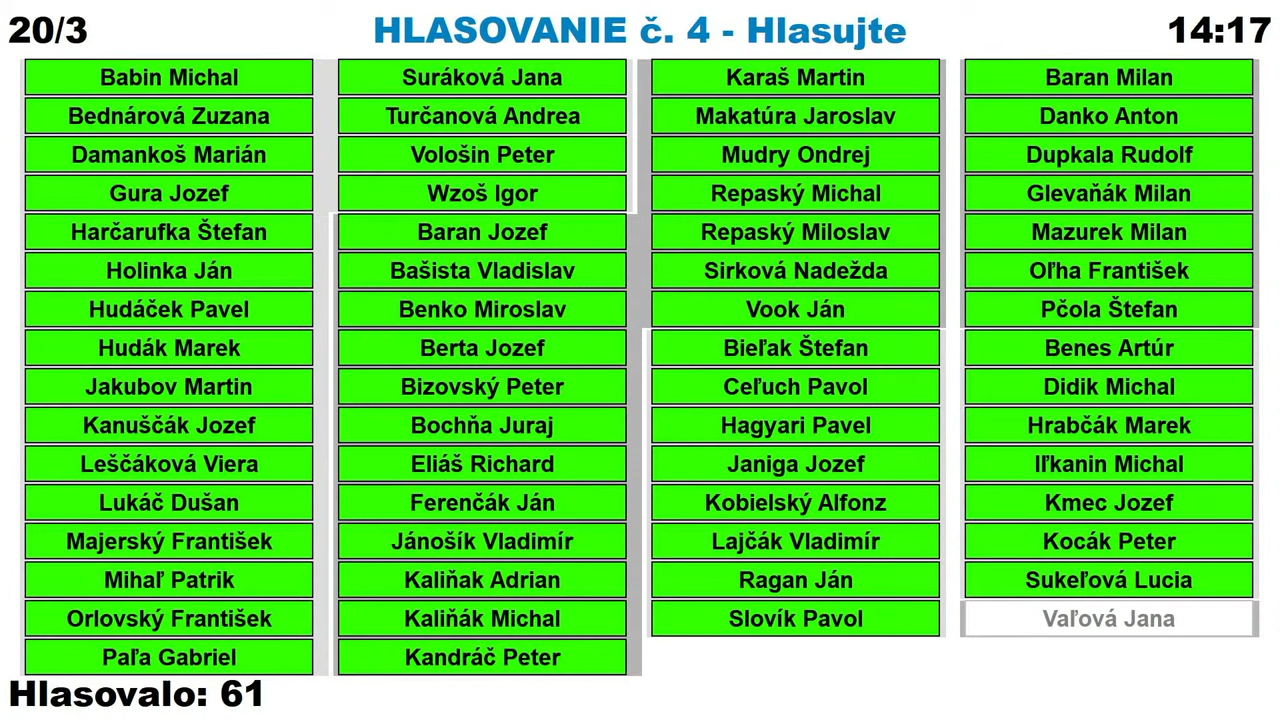 20/3 HLASOVANIE č. 4 - Hlasujte 14:17
Babin Michal
Bednárová Zuzana
Damankoš Marián
Gura Jozef
Harčarufka Štefan
Holinka Ján
Hudáček Pavel
Hudák Marek
Jakubov Martin
Kanuščák Jozef
Leščáková Viera
Lukáč Dušan
Majerský František
Mihaľ Patrik
Orlovský František
Paľa Gabriel
Suráková Jana
Turčanová Andrea
Vološin Peter
Wzoš Igor
Baran Jozef
Bašista Vladislav
Benko Miroslav
Berta Jozef
Bizovský Peter
Bochňa Juraj
Eliáš Richard
Ferenčák Ján
Jánošík Vladimír
Kaliňak Adrian
Kaliňák Michal
Kandráč Peter
Karaš Martin
Makatúra Jaroslav
Mudry Ondrej
Repaský Michal
Repaský Miloslav
Sirková Nadežda
Vook Ján
Bieľak Štefan
Ceľuch Pavol
Hagyari Pavel
Janiga Jozef
Kobielský Alfonz
Lajčák Vladimír
Ragan Ján
Slovík Pavol
Baran Milan
Danko Anton
Dupkala Rudolf
Glevaňák Milan
Mazurek Milan
Oľha František
Pčola Štefan
Benes Artúr
Didik Michal
Hrabčák Marek
Iľkanin Michal
Kmec Jozef
Kocák Peter
Sukeľová Lucia
Vaľová Jana
Hlasovalo: 61